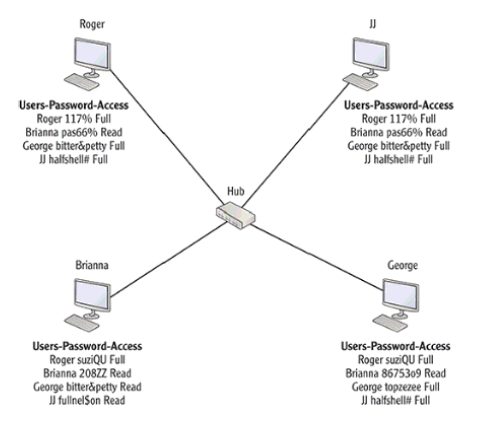 Roger
Users-Password-Access
Roger 117% Full
Brianna pas66% Read
George bitter&petty Full
JJ halfshell# Full
JJ
Users-Password-Access
Roger 117% Full
Brianna pas66% Read
George bitter&petty Full
JJ halfshell# Full
Hub
Brianna
Users-Password-Access
Roger suziQU Full
Brianna 208ZZ Read
George bitter&petty Read
JJ fullnel$on Read
George
Users-Password-Access
Roger suziQU Full
Brianna 86753o9 Read
George topzezee Full
JJ halfshell# Full